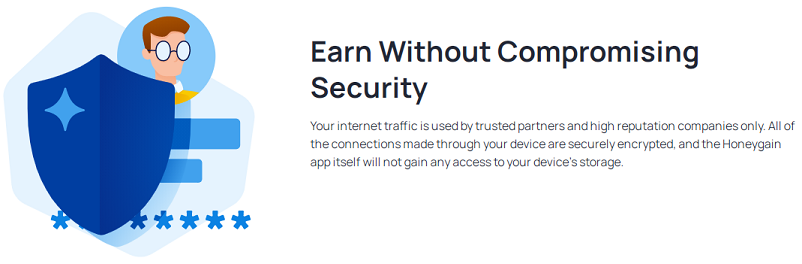 Earn Without Compromising
Security
Your internet traffic is used by trusted partners and high reputation companies only. All of
the connections made through your device are securely encrypted, and the Honeygain
app itself will not gain any access to your device's storage.